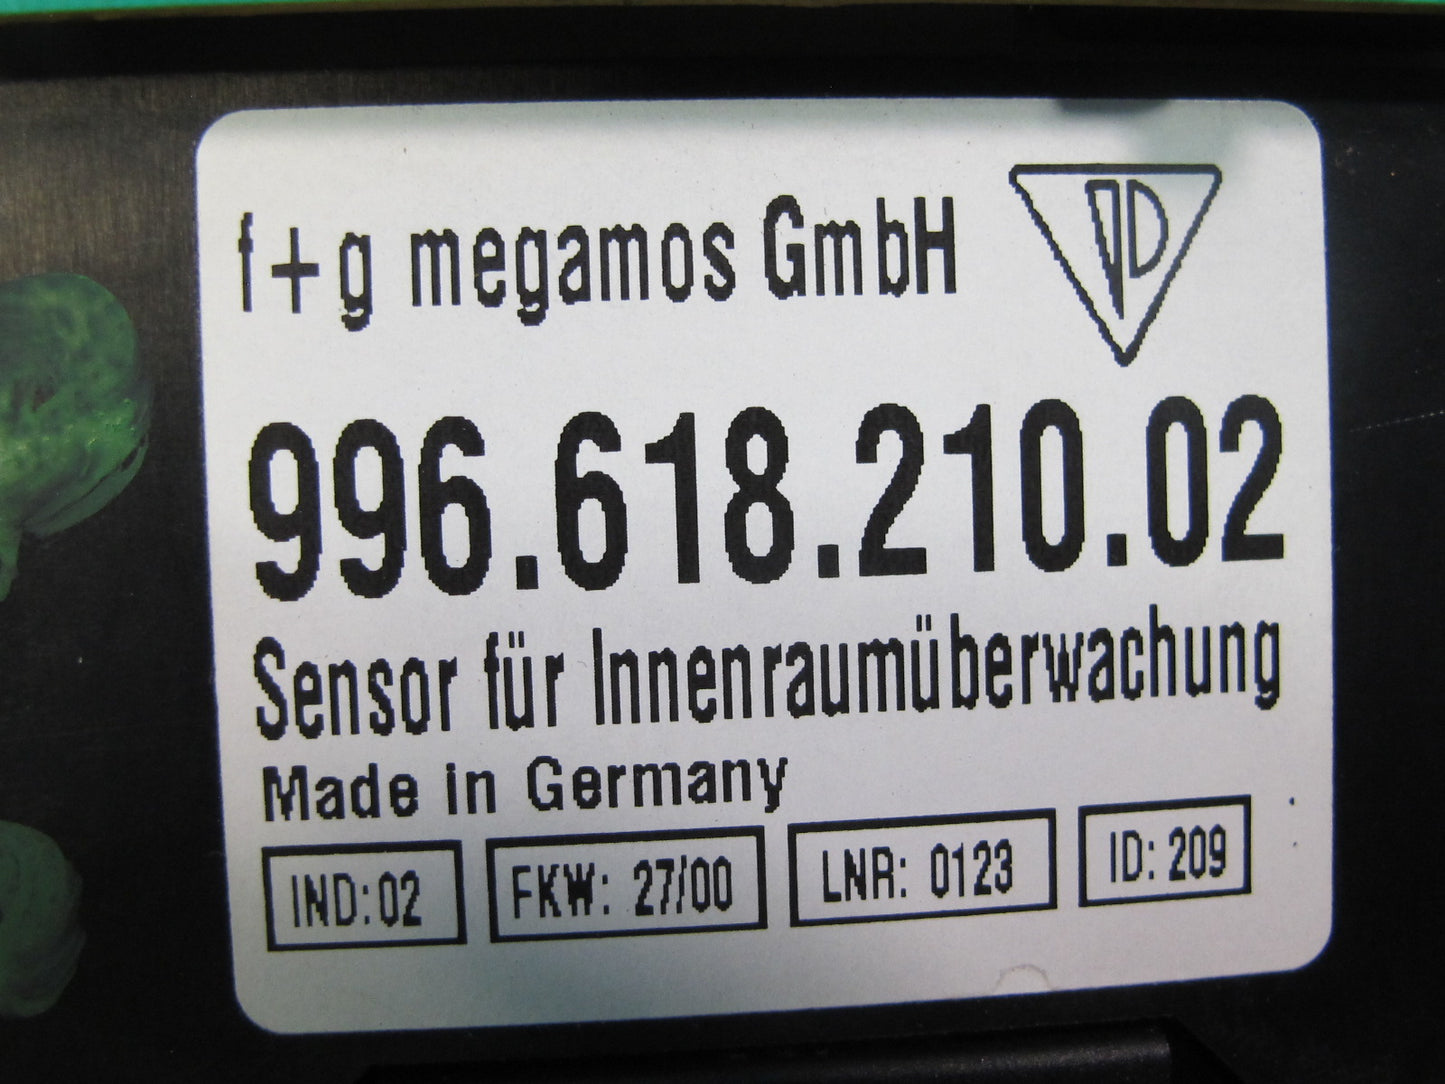 f+g megamos GmbH
996.618.210.02
Sensor für Innenraumüberwachung
Made in Germany
IND:02 FKW: 27/00 LNR: 0123 ID: 209